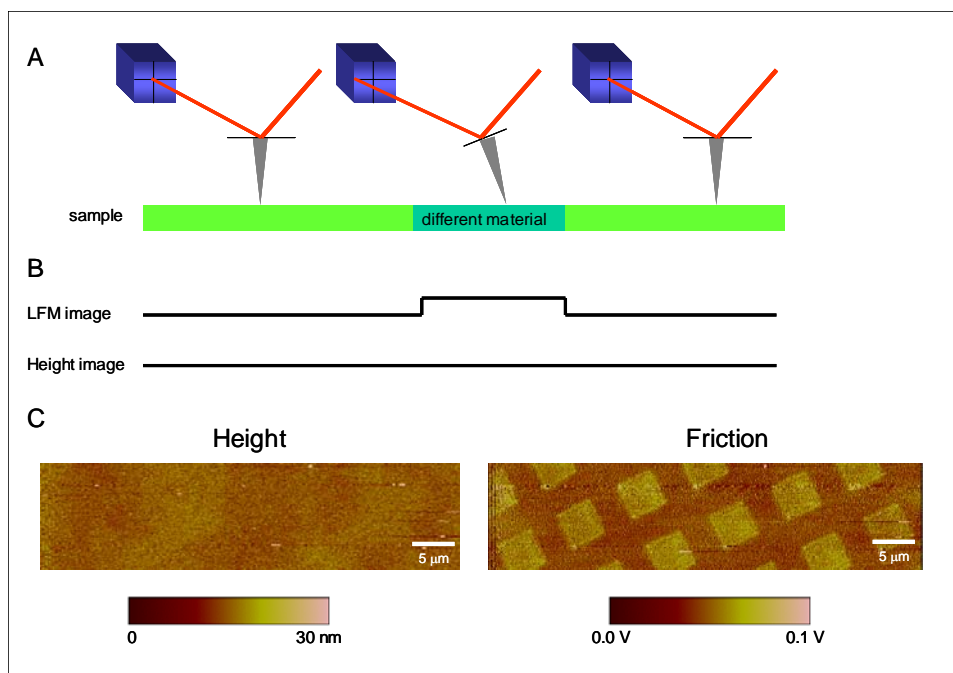 A
sample
different material
B
LFM image
Height image
C
Height
Friction
5 μm
5 μm
0
30 nm
0.0 V
0.1 V